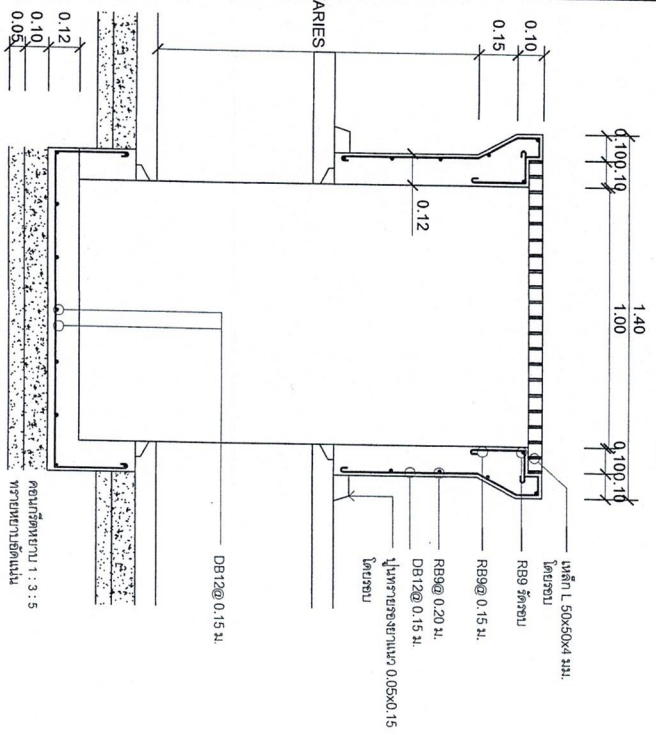 1.40
0.10 0.10
1.00
0.10 0.10
0.10
0.15
VARIES
0.12
0.12
0.10
0.05
เหล็ก L 50x50x4 มม.
โดยรอบ
RB9 รัดรอบ
RB9@ 0.15 ม.
RB9@ 0.20 ม.
DB12@ 0.15 ม.
ปูนทรายรองยาแนว 0.05x0.15
โดยรอบ
DB12@ 0.15 ม.
คอนกรีตหยาบ 1 : 3 : 5
ทรายหยาบอัดแน่น